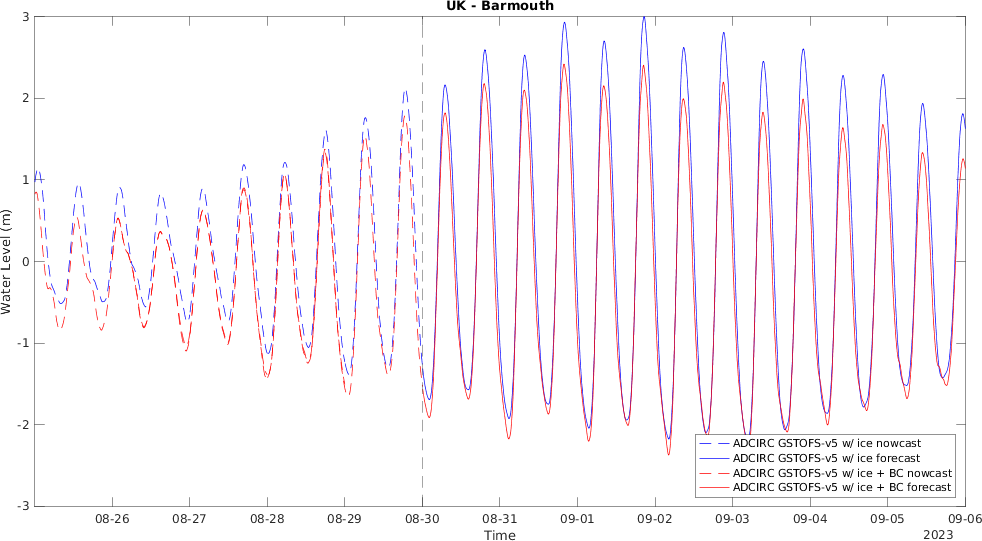 UK - Barmouth
3
2
1
0
-1
-2
-3
Water Level (m)
ADCIRC GSTOFS-v5 w/ ice nowcast
ADCIRC GSTOFS-v5 w/ ice forecast
ADCIRC GSTOFS-v5 w/ ice + BC nowcast
ADCIRC GSTOFS-v5 w/ ice + BC forecast
08-26 08-27 08-28 08-29 08-30 08-31 09-01 09-02 09-03 09-04 09-05 09-06
Time
2023